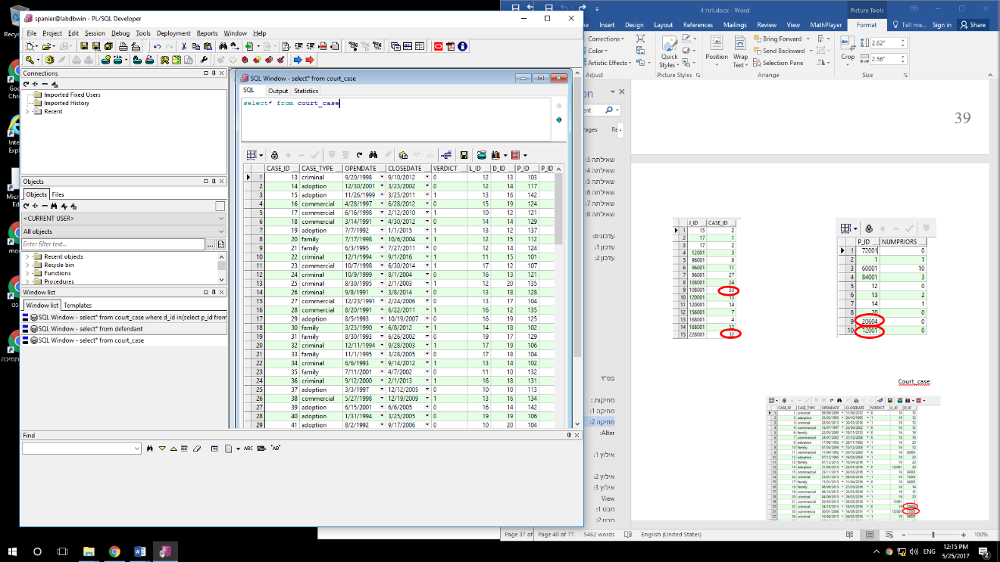 spanier@labdbwin - PL/SQL Developer
File Project Edit Session Debug Tools Deployment Reports Window Help
Connections
Imported Fixed Users
Imported History
Recent
Objects
Objects Files
<CURRENT USER>
All objects
Enter filter text...
Recent objects
Recycle bin
Functions
Procedures
Window list
Window list Templates
SQL Window - select* from court_case where d_id in(select p_id from
SQL Window - select* from defendant
SQL Window - select* from court_case
SQL Window - select* from court_case
SQL Output Statistics
select* from court_case
CASE_ID CASE_TYPE OPENDATE CLOSEDATE VERDICT L_ID D_ID P_ID P_ID
1 13 criminal 9/20/1998 9/10/2012 0 12 13 103
2 14 adoption 12/30/2001 3/23/2002 0 12 14 117
3 15 adoption 11/26/1999 3/25/2011 1 13 16 142
4 16 commercial 4/28/1997 6/28/2012 0 15 19 124
5 17 commercial 6/16/1998 2/12/2010 1 10 12 121
6 18 commercial 3/14/1991 4/30/2012 0 14 14 129
7 19 adoption 7/7/1992 1/1/2015 1 13 12 137
8 20 family 7/17/1998 10/6/2004 1 12 11 112
9 21 family 6/3/1995 7/27/2011 0 12 14 124
10 22 criminal 12/1/1994 9/1/2016 1 11 15 101
11 23 commercial 10/7/1998 6/30/2014 1 17 12 107
12 24 criminal 10/9/1999 8/1/2004 0 16 13 121
13 25 criminal 8/30/1995 2/1/2003 1 12 20 135
14 26 criminal 9/8/1991 3/8/2014 0 13 18 128
15 27 commercial 12/23/1991 2/24/2006 0 13 17 104
16 28 commercial 8/20/1991 6/22/2011 1 16 12 135
17 29 adoption 8/5/1993 10/19/2007 0 16 16 122
18 30 family 3/23/1990 6/8/2012 1 14 18 102
19 31 family 8/30/1993 6/26/2002 0 19 17 129
20 32 criminal 12/11/1994 9/28/2003 1 17 19 106
21 33 family 11/1/1995 3/28/2005 1 17 18 104
22 34 criminal 6/6/1993 9/14/2012 1 13 14 102
23 35 family 7/11/2001 4/7/2002 0 11 10 132
24 36 criminal 9/12/2000 2/1/2013 1 16 18 131
25 37 adoption 3/3/1997 12/12/2005 0 10 10 113
26 38 commercial 5/27/1998 12/19/2009 1 13 16 134
27 39 adoption 6/15/2001 6/6/2005 1 16 14 142
28 40 adoption 1/31/1994 3/25/2005 0 19 19 106
29 41 adoption 8/2/1992 9/17/2006 0 10 20 104
Find
דוח 4.docx - Word
Picture Tools
Insert Design Layout References Mailings Review View MathPlayer Format Tell me... Sign in Share
Corrections
Color
Artistic Effects
Adjust
Quick Styles
Picture Styles
Position
Wrap Text
Bring Forward
Send Backward
Selection Pane
Arrange
Crop
2.62"
2.56"
Size
39
שאילתה 3:
שאילתה 4:
שאילתה 5:
שאילתה 6:
שאילתה 7:
שאילתה 8:
עדכונים:
עדכון 1:
עדכון 2:
בס"ד
מחיקות :
מחיקה 1:
מחיקה 2:
Alter:
אילוץ 1:
אילוץ 2:
אילוץ 3:
View
מבט 1:
מבט 2:
J_ID CASE_ID
1 15 2
2 17 1
3 17 2
4 12001 3
5 96001 8
6 96001 11
7 96001 27
8 108001 24
9 108001 33
10 120001 13
11 120001 14
12 156001 7
13 168001 4
14 168001 12
15 228001 32
P_ID NUMPRIORS
1 72001 0
2 1 1
3 60001 10
4 84001 3
5 12 0
6 13 2
7 14 1
8 20 0
9 20604 0
10 12001 0
Court_case:
CASE_ID CASE_TYPE OPENDATE CLOSEDATE VERDICT L_ID D_ID
Page 37 of Page 40 of 77 5462 words English (United States) 100%
ENG
12:15 PM
5/25/2017